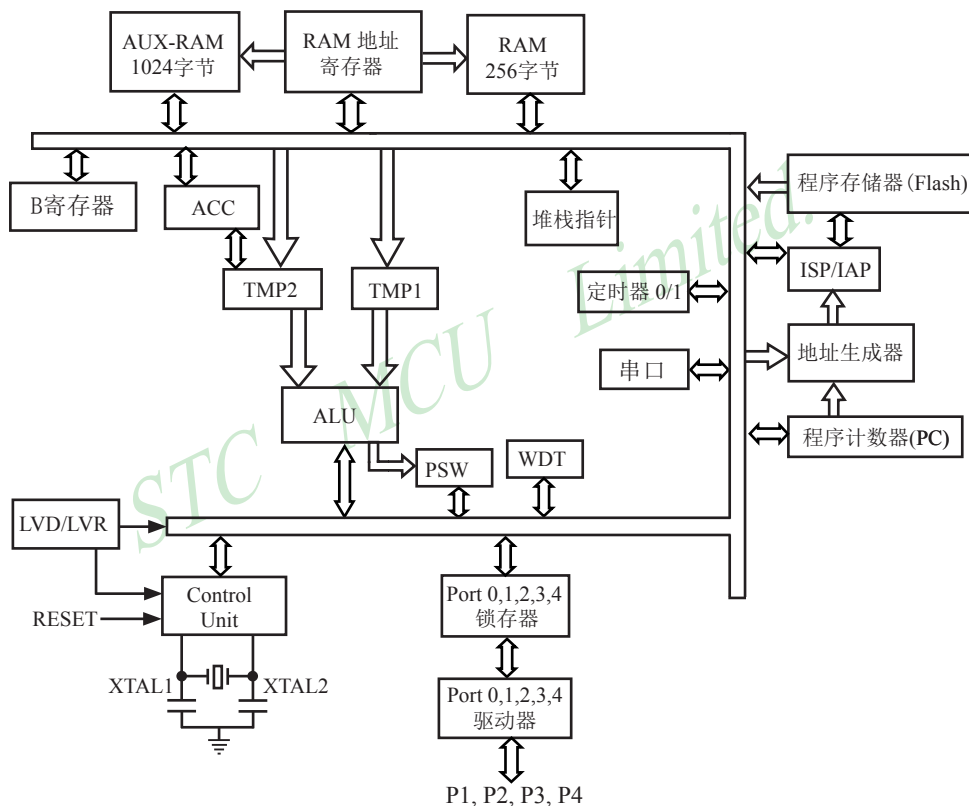 AUX-RAM
1024字节
RAM 地址
寄存器
RAM
256字节
B寄存器
ACC
堆栈指针
程序存储器(Flash)
TMP2
TMP1
定时器 0/1
ISP/IAP
串口
地址生成器
ALU
PSW
WDT
程序计数器(PC)
LVD/LVR
Control
Unit
RESET
XTAL1
XTAL2
Port 0,1,2,3,4
锁存器
Port 0,1,2,3,4
驱动器
P1, P2, P3, P4
STC MCU Limited.